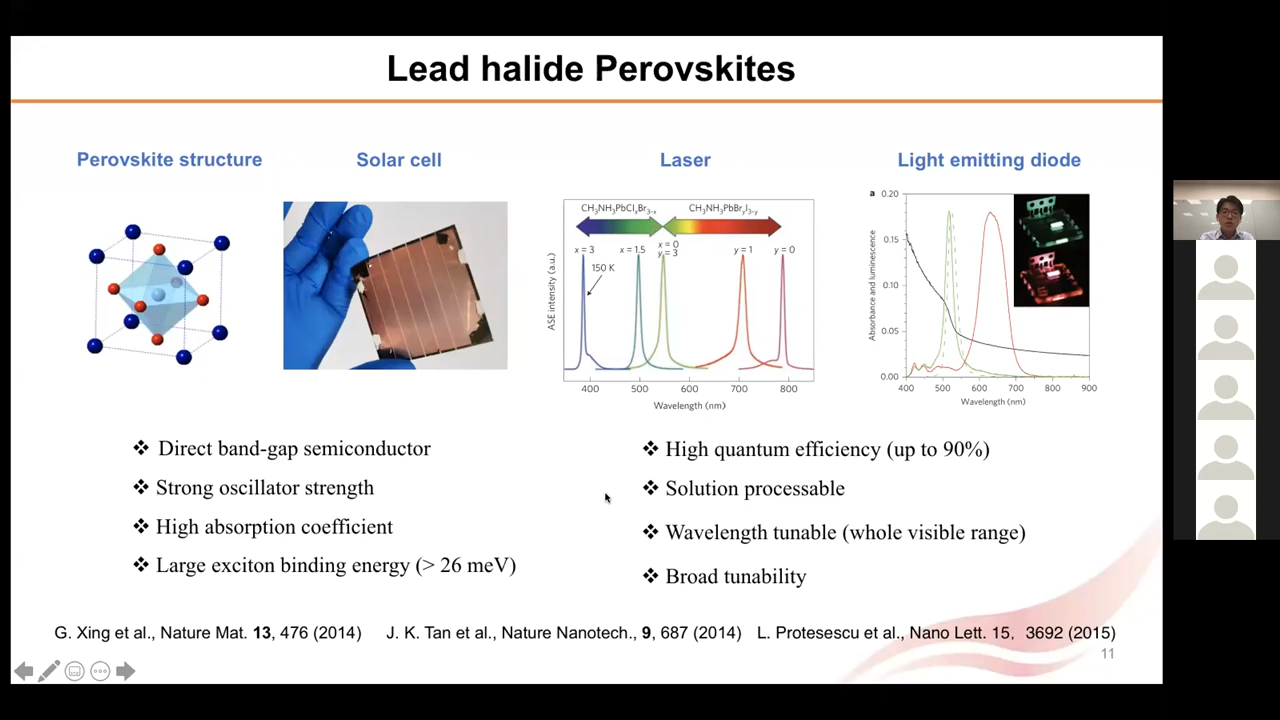 Lead halide Perovskites
Perovskite structure
Solar cell
Laser
Light emitting diode
CH₃NH₃PbClₓBr₃₋ₓ
CH₃NH₃PbBrᵧI₃₋ᵧ
x = 3
x = 1.5
x = 0
y = 3
y = 1
y = 0
150 K
ASE intensity (a.u.)
400 500 600 700 800
Wavelength (nm)
a
0.20
0.15
0.10
0.05
0.00
Absorbance and luminescence
400 500 600 700 800 900
Wavelength (nm)
❖ Direct band-gap semiconductor
❖ Strong oscillator strength
❖ High absorption coefficient
❖ Large exciton binding energy (> 26 meV)
❖ High quantum efficiency (up to 90%)
❖ Solution processable
❖ Wavelength tunable (whole visible range)
❖ Broad tunability
G. Xing et al., Nature Mat. 13, 476 (2014) J. K. Tan et al., Nature Nanotech., 9, 687 (2014) L. Protesescu et al., Nano Lett. 15, 3692 (2015)
11